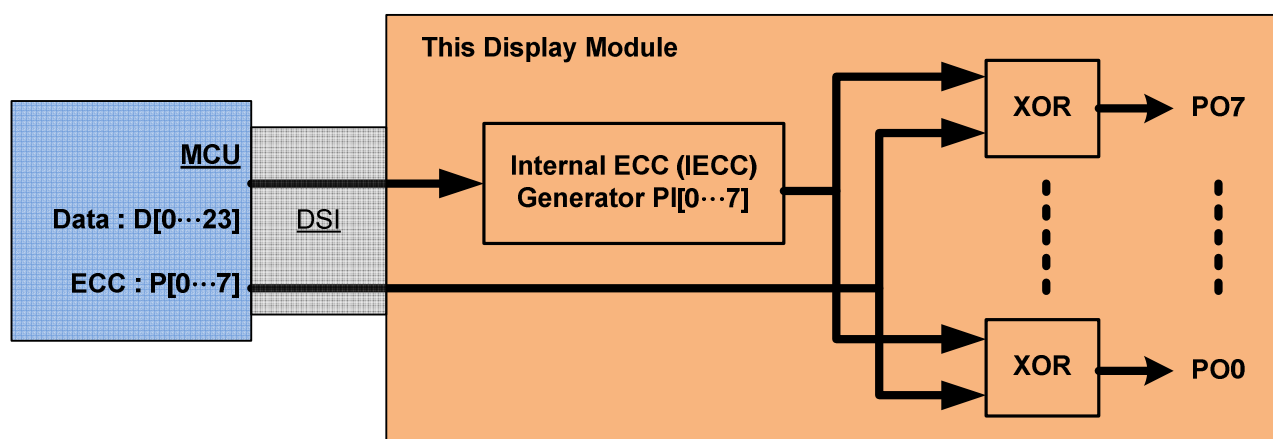 This Display Module
MCU
Data : D[0···23]
ECC : P[0···7]
DSI
Internal ECC (IECC)
Generator PI[0···7]
XOR
PO7
XOR
PO0